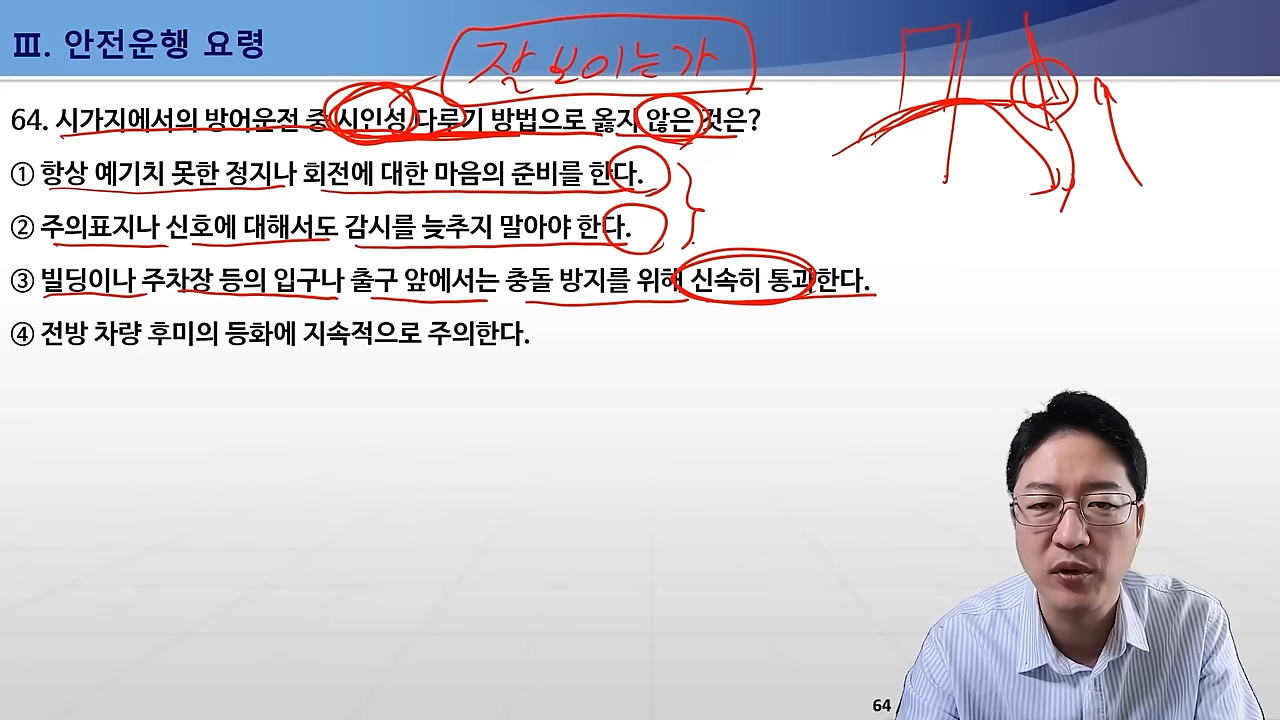 Ⅲ. 안전운행 요령
잘 보이는가
64. 시가지에서의 방어운전 중 시인성 다루기 방법으로 옳지 않은 것은?
① 항상 예기치 못한 정지나 회전에 대한 마음의 준비를 한다.
② 주의표지나 신호에 대해서도 감시를 늦추지 말아야 한다.
③ 빌딩이나 주차장 등의 입구나 출구 앞에서는 충돌 방지를 위해 신속히 통과한다.
④ 전방 차량 후미의 등화에 지속적으로 주의한다.
64